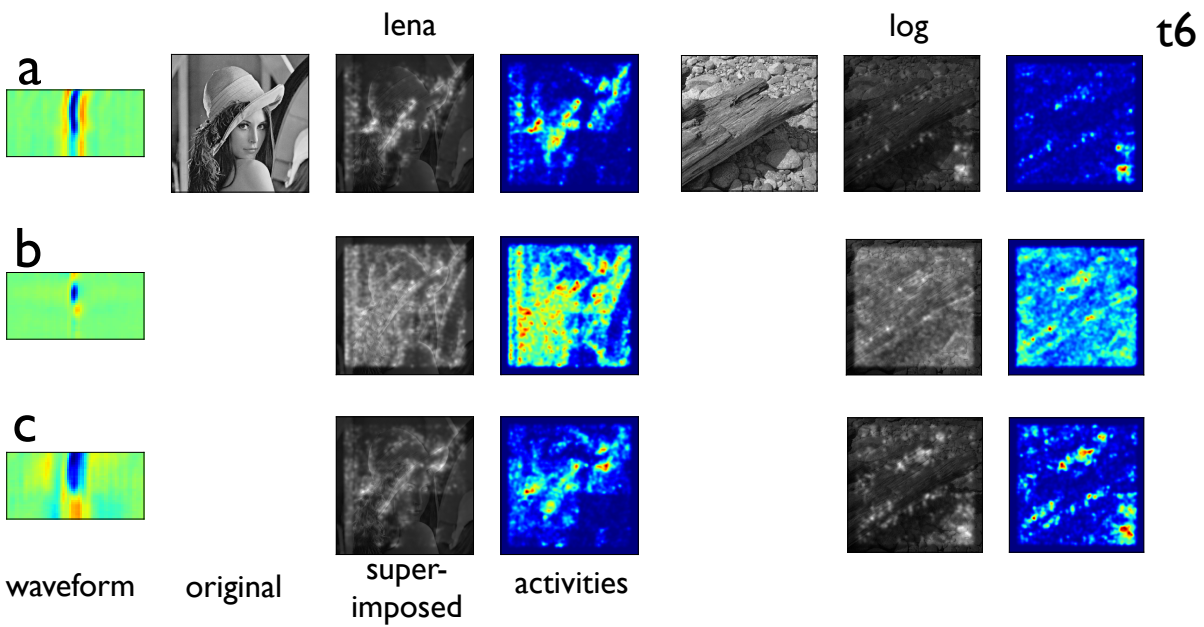 lena
log
t6
a
b
c
waveform
original
super-
imposed
activities